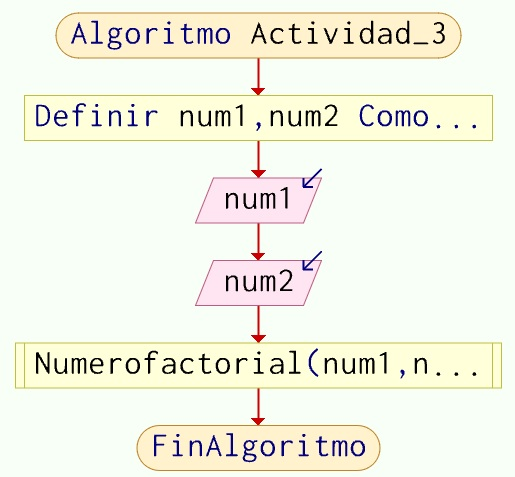 Algoritmo Actividad_3
Definir num1,num2 Como...
num1
num2
Numerofactorial(num1,n...
FinAlgoritmo